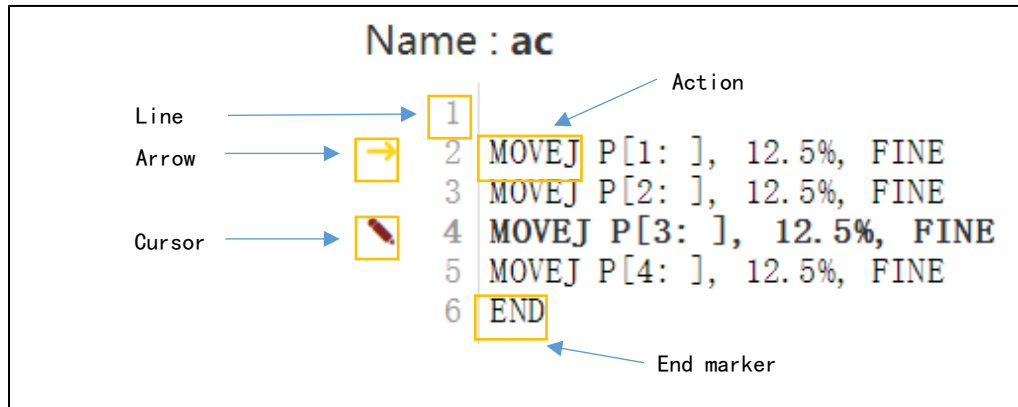 Name : ac
Action
Line
1
Arrow
2 MOVEJ P[1: ], 12.5%, FINE
3 MOVEJ P[2: ], 12.5%, FINE
Cursor
4 MOVEJ P[3: ], 12.5%, FINE
5 MOVEJ P[4: ], 12.5%, FINE
6 END
End marker